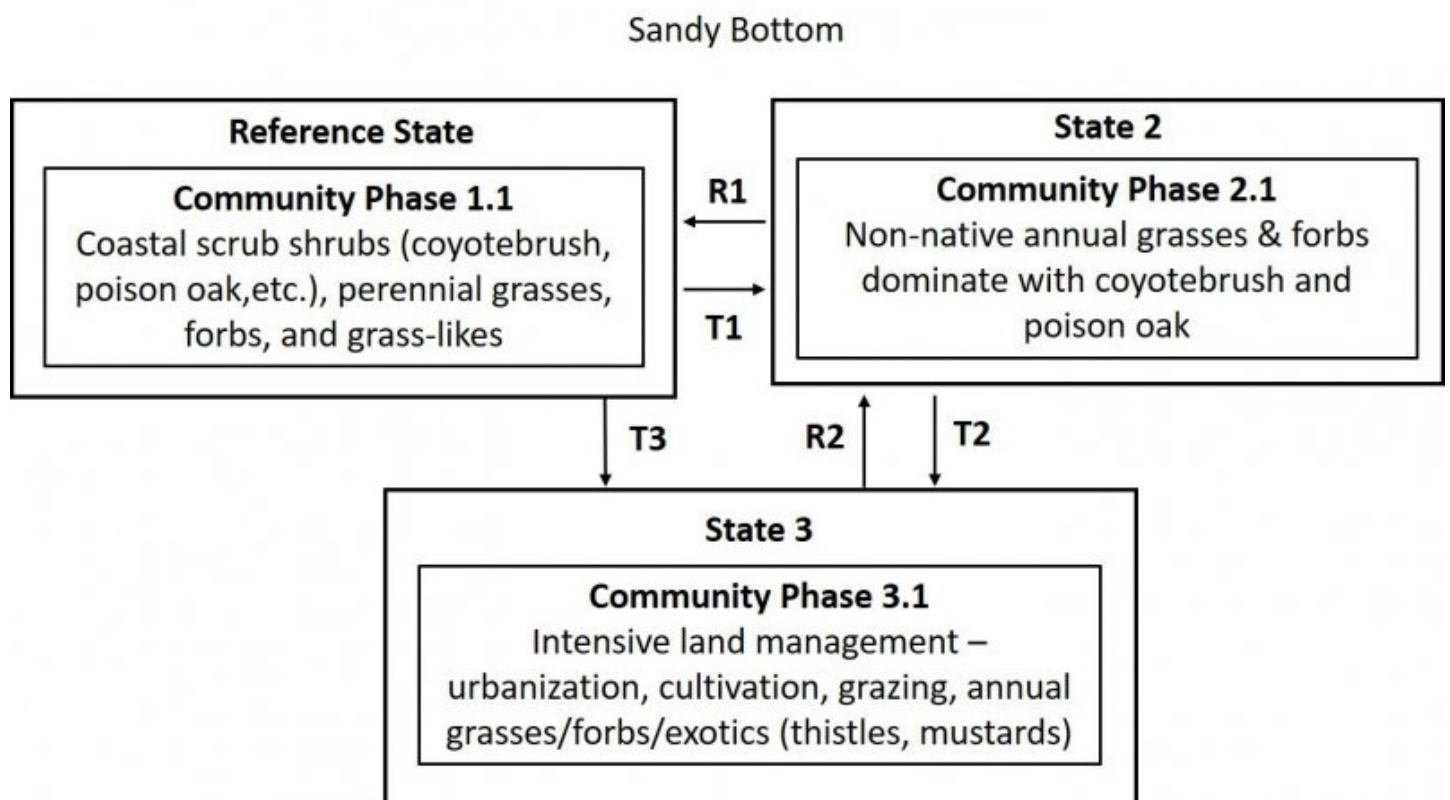 Sandy Bottom
Reference State
Community Phase 1.1
Coastal scrub shrubs (coyotebrush,
poison oak,etc.), perennial grasses,
forbs, and grass-likes
R1
T1
State 2
Community Phase 2.1
Non-native annual grasses & forbs
dominate with coyotebrush and
poison oak
T3
R2
T2
State 3
Community Phase 3.1
Intensive land management –
urbanization, cultivation, grazing, annual
grasses/forbs/exotics (thistles, mustards)